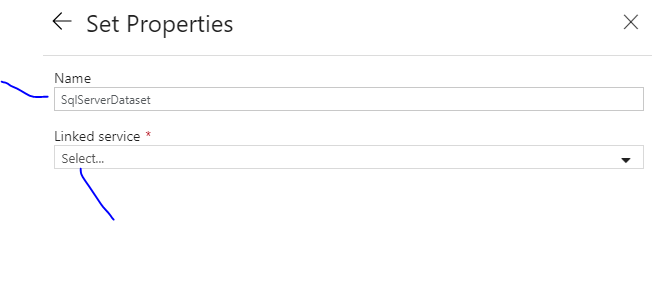 Set Properties
Name
SqlServerDataset
Linked service *
Select...